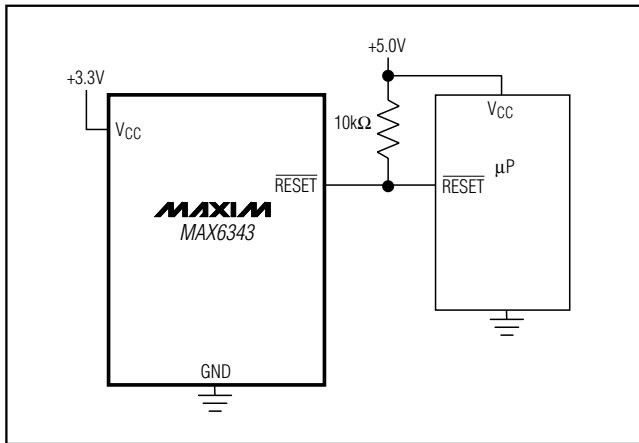 +5.0V
+3.3V
VCC
VCC
10kΩ
μP
RESET
RESET
MAXIM
MAX6343
GND